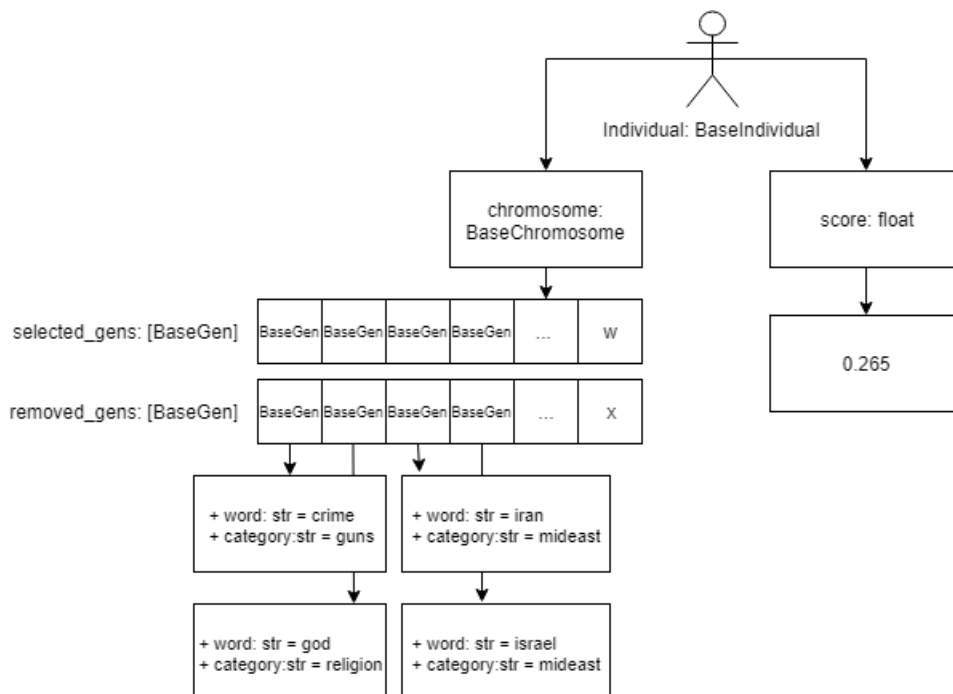 Individual: BaseIndividual
chromosome:
BaseChromosome
score: float
selected_gens: [BaseGen]
BaseGen BaseGen BaseGen BaseGen ... w
0.265
removed_gens: [BaseGen]
BaseGen BaseGen BaseGen BaseGen ... x
+ word: str = crime
+ category:str = guns
+ word: str = iran
+ category:str = mideast
+ word: str = god
+ category:str = religion
+ word: str = israel
+ category:str = mideast